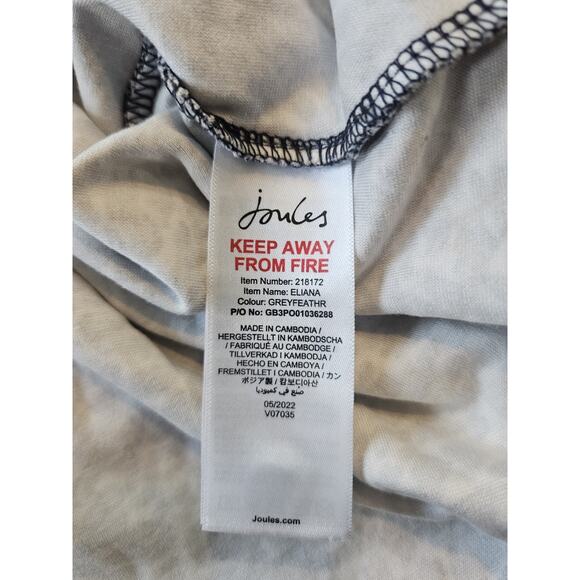 Joules
KEEP AWAY
FROM FIRE
Item Number: 218172
Item Name: ELIANA
Colour: GREYFEATHR
P/O No: GB3PO01036288
MADE IN CAMBODIA /
HERGESTELLT IN KAMBODSCHA
/ FABRIQUÉ AU CAMBODGE /
TILLVERKAD I KAMBODJA /
HECHO EN CAMBOYA /
FREMSTILLET I CAMBODIA / カン
ボジア製 / 캄보디아산
صنع في كمبوديا
05/2022
V07035
Joules.com